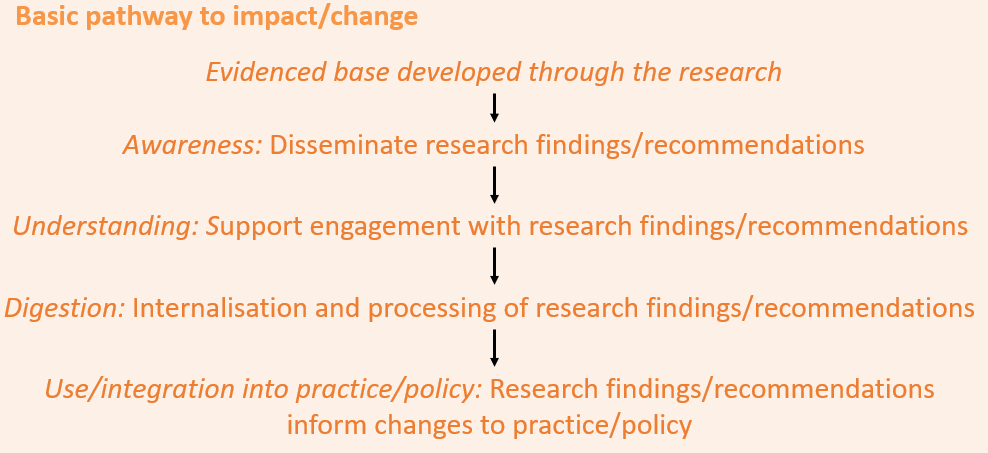 Basic pathway to impact/change
Evidenced base developed through the research
Awareness: Disseminate research findings/recommendations
Understanding: Support engagement with research findings/recommendations
Digestion: Internalisation and processing of research findings/recommendations
Use/integration into practice/policy: Research findings/recommendations
inform changes to practice/policy